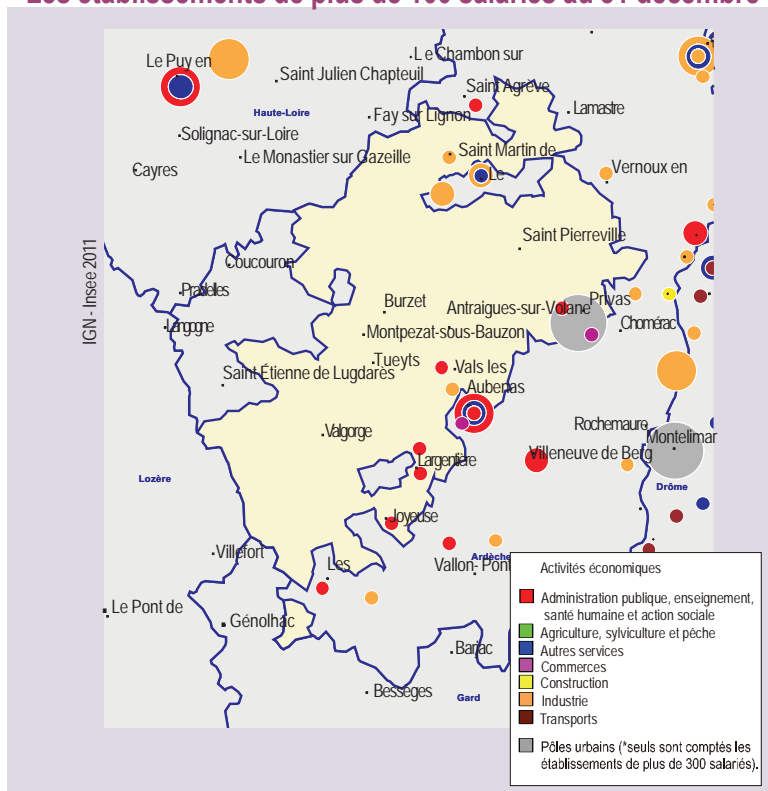 Le Puy en
L e Chambon sur
Saint Julien Chapteuil
Saint Agrève
Haute-Loire
Fay sur Lignon
Lamastre
Solignac-sur-Loire
Le Monastier sur Gazeille
Saint Martin de
Cayres
Le
Vernoux en
Saint Pierreville
Coucouron
IGN - Insee 2011
Pradelles
Burzet
Antraigues-sur-Volane
Privas
Langogne
Montpezat-sous-Bauzon
Chomérac
Tueyts
Vals les
Saint-Étienne de Lugdarès
Aubenas
Rochemaure
Valgorge
Montelimar
Largentière
Villeneuve de Berg
Lozère
Drôme
Joyeuse
Villefort
Les
Ardèche
Vallon- Pont
Le Pont de
Génolhac
Barjac
Bessèges
Gard
Activités économiques
Administration publique, enseignement,
santé humaine et action sociale
Agriculture, sylviculture et pêche
Autres services
Commerces
Construction
Industrie
Transports
Pôles urbains (*seuls sont comptés les
établissements de plus de 300 salariés).